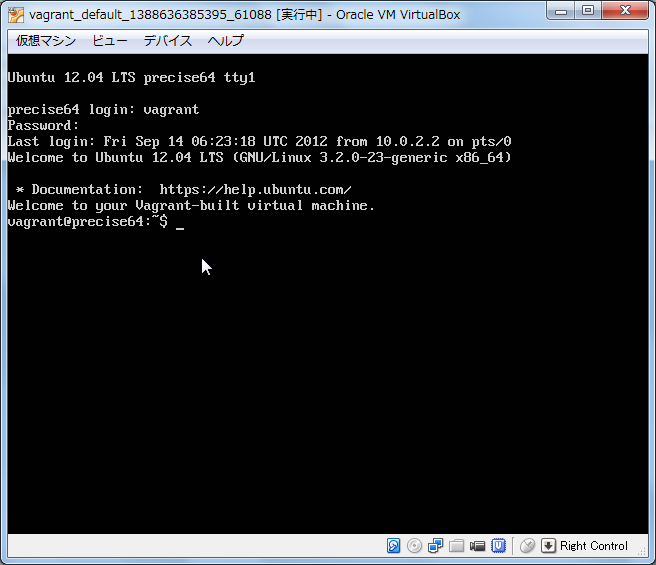 vagrant_default_1388636385395_61088 [実行中] - Oracle VM VirtualBox
仮想マシン ビュー デバイス ヘルプ
Ubuntu 12.04 LTS precise64 tty1
precise64 login: vagrant
Password:
Last login: Fri Sep 14 06:23:18 UTC 2012 from 10.0.2.2 on pts/0
Welcome to Ubuntu 12.04 LTS (GNU/Linux 3.2.0-23-generic x86_64)
* Documentation:  https://help.ubuntu.com/
Welcome to your Vagrant-built virtual machine.
vagrant@precise64:~$ _
Right Control